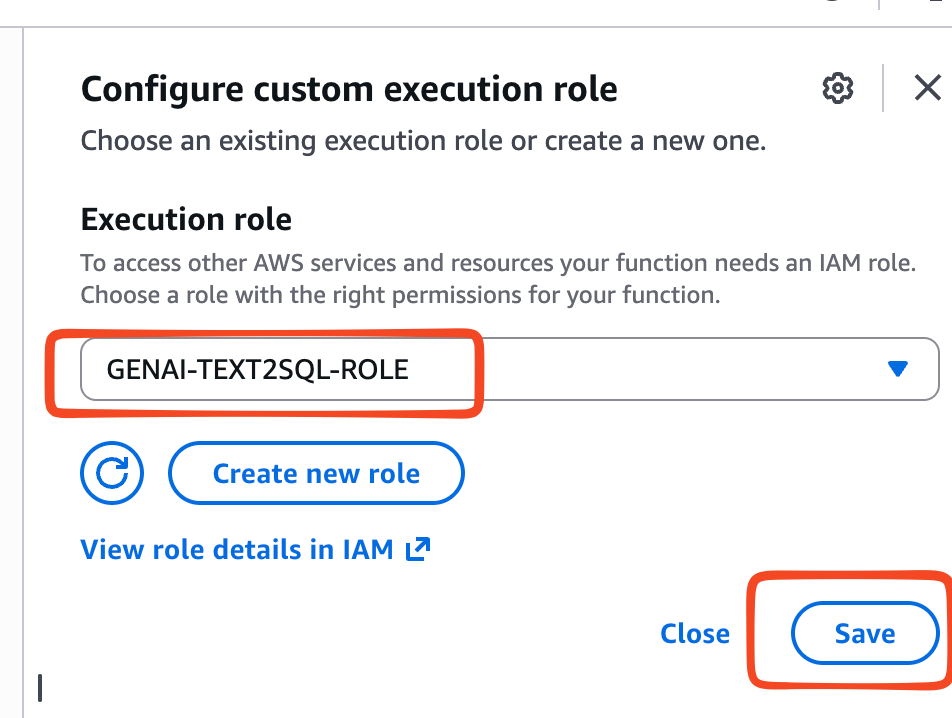 Configure custom execution role
Choose an existing execution role or create a new one.
Execution role
To access other AWS services and resources your function needs an IAM role.
Choose a role with the right permissions for your function.
GENAI-TEXT2SQL-ROLE
Create new role
View role details in IAM
Close
Save